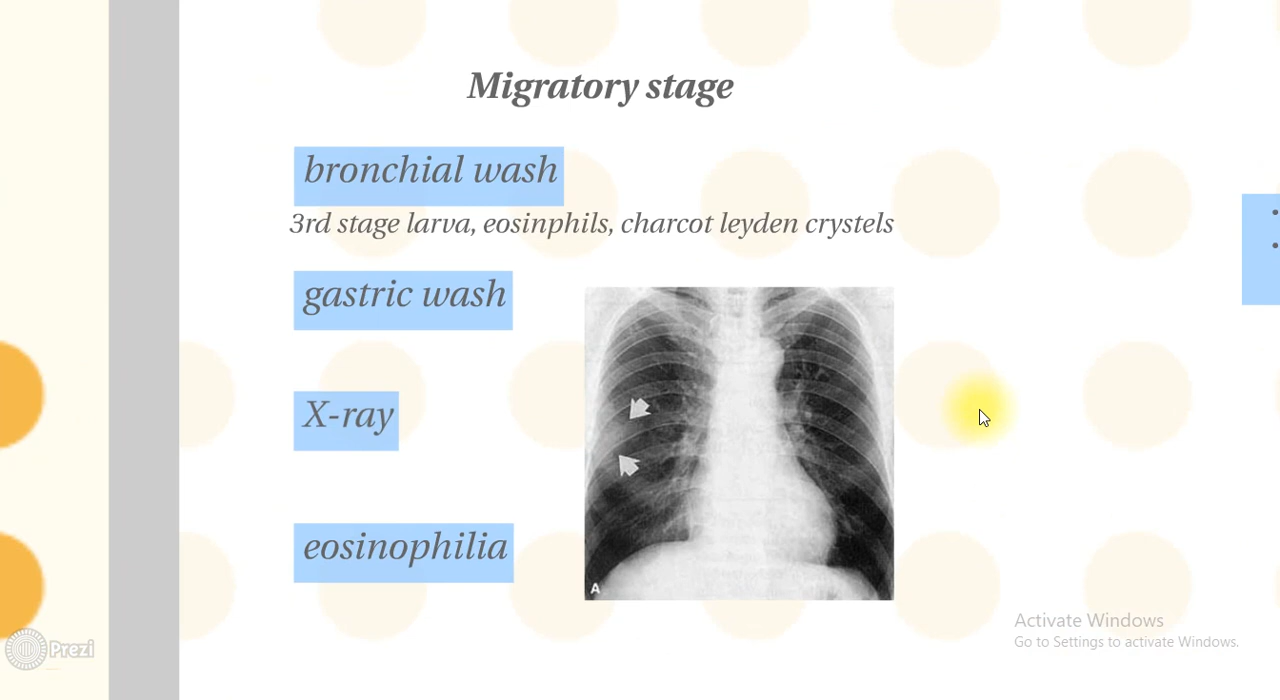 Migratory stage
bronchial wash
3rd stage larva, eosinphils, charcot leyden crystels
gastric wash
X-ray
eosinophilia
A
Activate Windows
Go to Settings to activate Windows.
Prezi